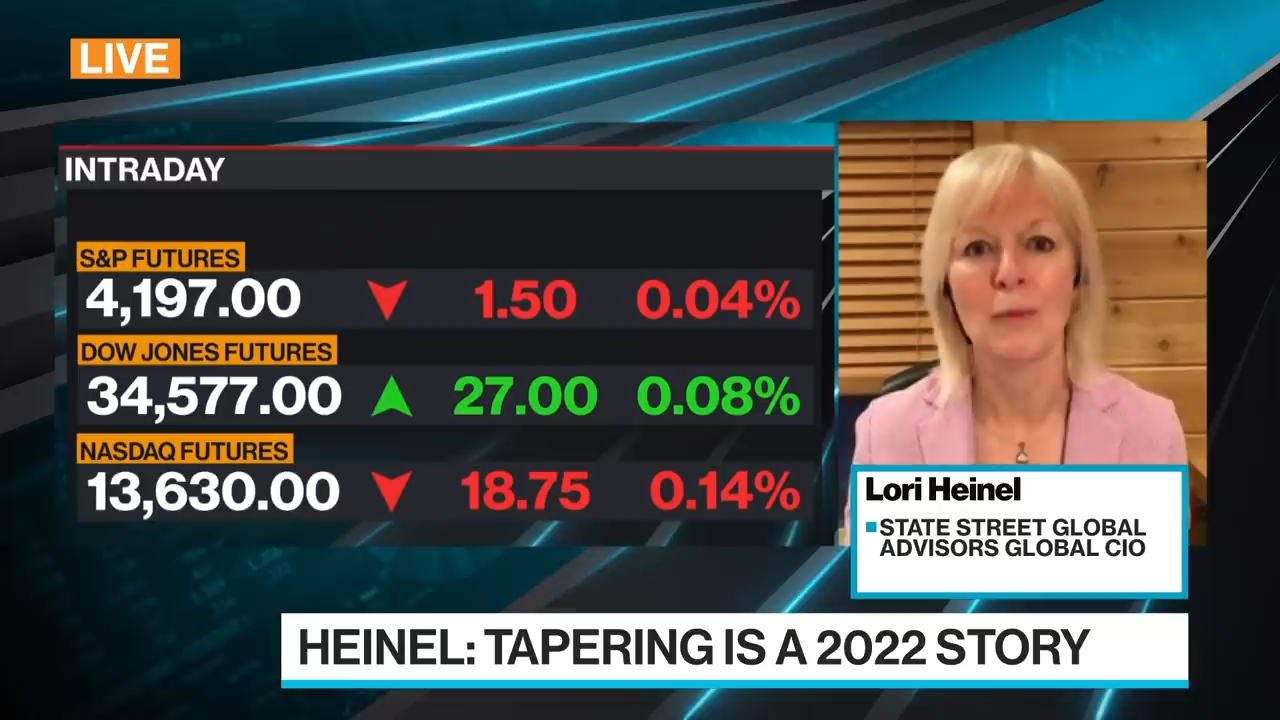 LIVE
INTRADAY
S&P FUTURES
4,197.00 1.50 0.04%
DOW JONES FUTURES
34,577.00 27.00 0.08%
NASDAQ FUTURES
13,630.00 18.75 0.14%
Lori Heinel
STATE STREET GLOBAL
ADVISORS GLOBAL CIO
HEINEL: TAPERING IS A 2022 STORY